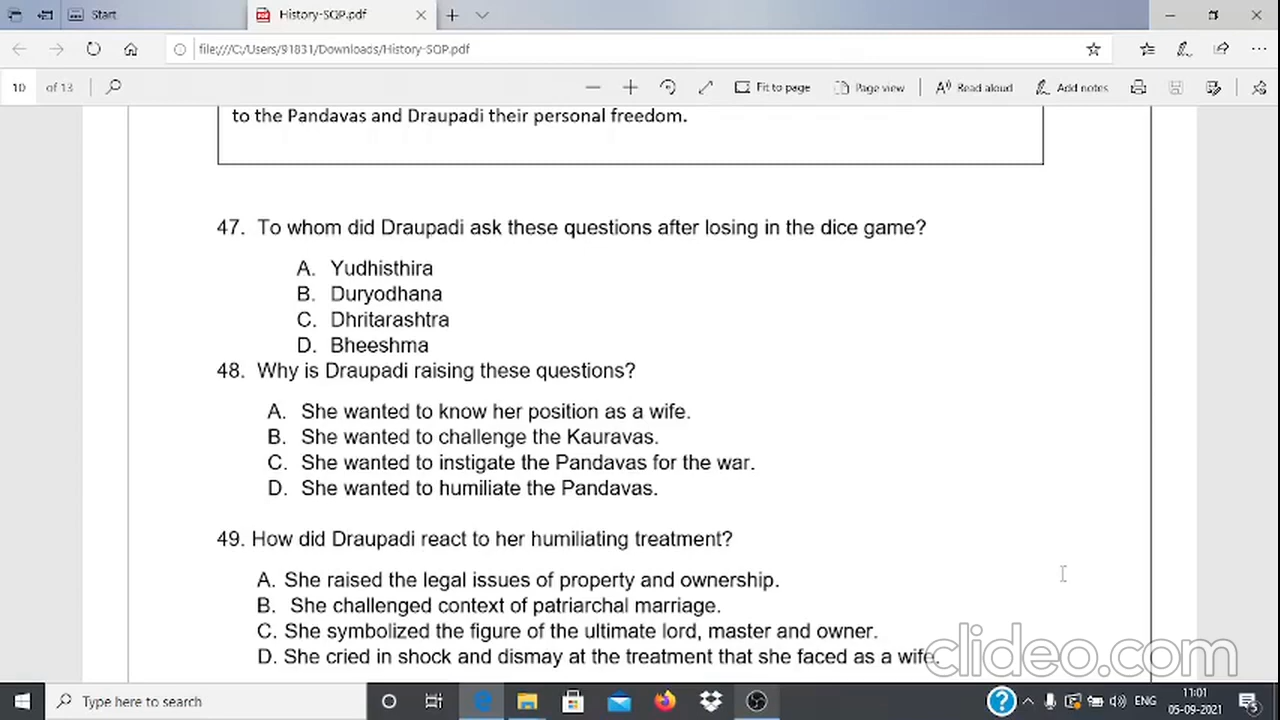 Start
History-SQP.pdf
file:///C:/Users/91831/Downloads/History-SQP.pdf
10 of 13
Fit to page
Page view
Read aloud
Add notes
to the Pandavas and Draupadi their personal freedom.
47. To whom did Draupadi ask these questions after losing in the dice game?
A. Yudhisthira
B. Duryodhana
C. Dhritarashtra
D. Bheeshma
48. Why is Draupadi raising these questions?
A. She wanted to know her position as a wife.
B. She wanted to challenge the Kauravas.
C. She wanted to instigate the Pandavas for the war.
D. She wanted to humiliate the Pandavas.
49. How did Draupadi react to her humiliating treatment?
A. She raised the legal issues of property and ownership.
B. She challenged context of patriarchal marriage.
C. She symbolized the figure of the ultimate lord, master and owner.
D. She cried in shock and dismay at the treatment that she faced as a wife.
clideo.com
Type here to search
ENG
11:01
05-09-2021
5